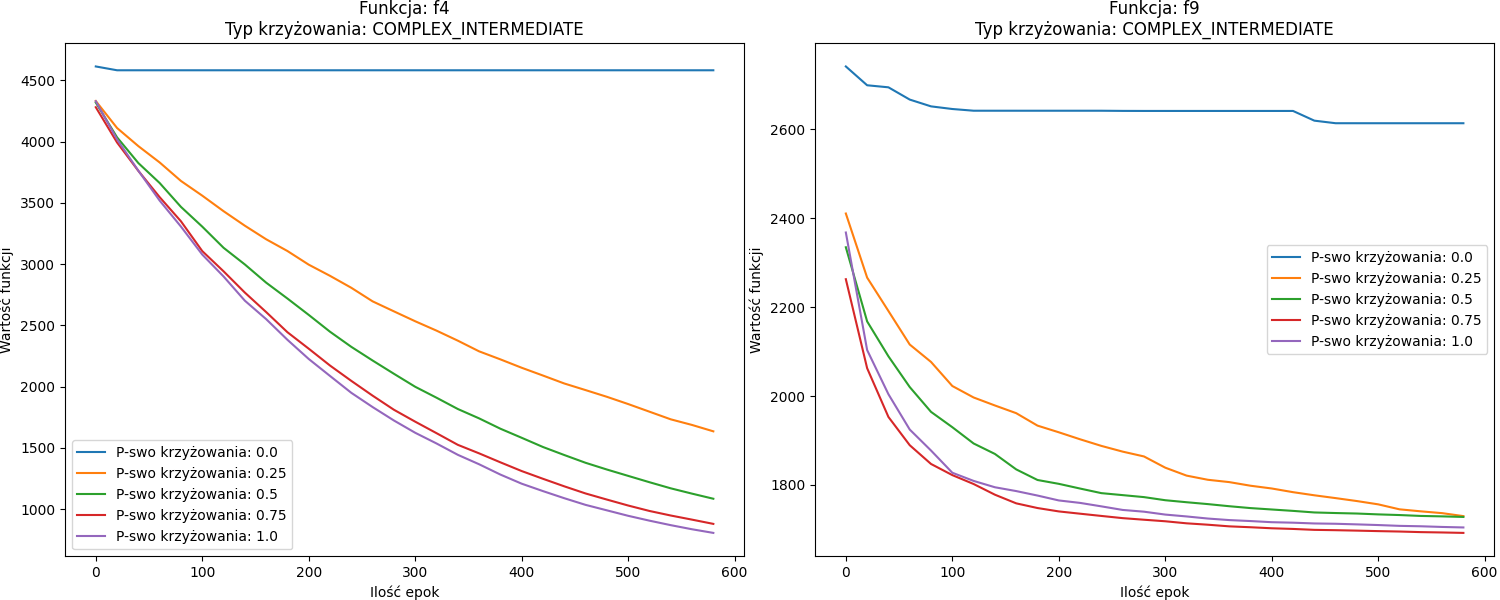 Funkcja: f4
Typ krzyżowania: COMPLEX_INTERMEDIATE
4500
4000
3500
3000
2500
2000
1500
1000
Wartość funkcji
P-swo krzyżowania: 0.0
P-swo krzyżowania: 0.25
P-swo krzyżowania: 0.5
P-swo krzyżowania: 0.75
P-swo krzyżowania: 1.0
0 100 200 300 400 500 600
Ilość epok
Funkcja: f9
Typ krzyżowania: COMPLEX_INTERMEDIATE
2600
2400
2200
2000
1800
Wartość funkcji
P-swo krzyżowania: 0.0
P-swo krzyżowania: 0.25
P-swo krzyżowania: 0.5
P-swo krzyżowania: 0.75
P-swo krzyżowania: 1.0
0 100 200 300 400 500 600
Ilość epok